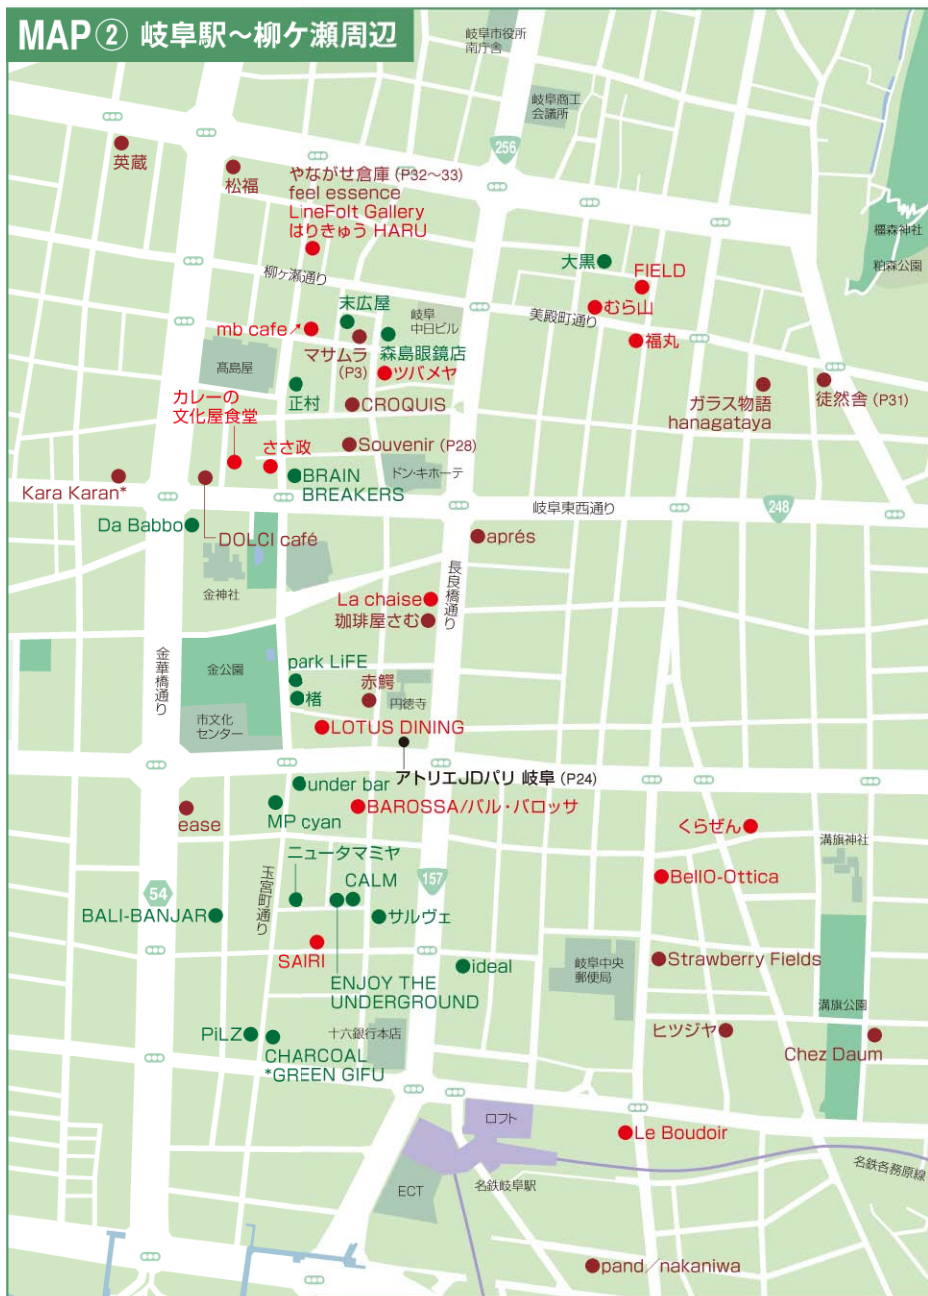 MAP② 岐阜駅～柳ケ瀬周辺
岐阜市役所
南庁舎
岐阜商工
会議所
256
英蔵
松福
やながせ倉庫 (P32～33)
feel essence
LineFolt Gallery
はりきゅう HARU
橿森神社
粕森公園
柳ヶ瀬通り
大黒
FIELD
むら山
美殿町通り
福丸
末広屋
岐阜
中日ビル
mb cafe↗
マサムラ
(P3)
森島眼鏡店
ツバメヤ
髙島屋
正村
CROQUIS
ガラス物語
hanagataya
徒然舎 (P31)
カレーの
文化屋食堂
ささ政
Souvenir (P28)
ドン・キホーテ
Kara Karan*
BRAIN
BREAKERS
岐阜東西通り
248
Da Babbo
DOLCI café
aprés
金神社
長良橋通り
La chaise
珈琲屋さむ
金華橋通り
金公園
park LiFE
楮
赤鰐
円徳寺
市文化
センター
LOTUS DINING
アトリエJDパリ 岐阜 (P24)
under bar
MP cyan
ease
BAROSSA/バル・バロッサ
くらぜん
溝旗神社
ニュータマミヤ
CALM
BellO-Ottica
54
玉宮町通り
157
BALI-BANJAR
サルヴェ
SAIRI
ideal
岐阜中央
郵便局
Strawberry Fields
ENJOY THE
UNDERGROUND
溝旗公園
PiLZ
CHARCOAL
*GREEN GIFU
十六銀行本店
ヒツジヤ
Chez Daum
ロフト
Le Boudoir
名鉄各務原線
ECT
名鉄岐阜駅
pand／nakaniwa